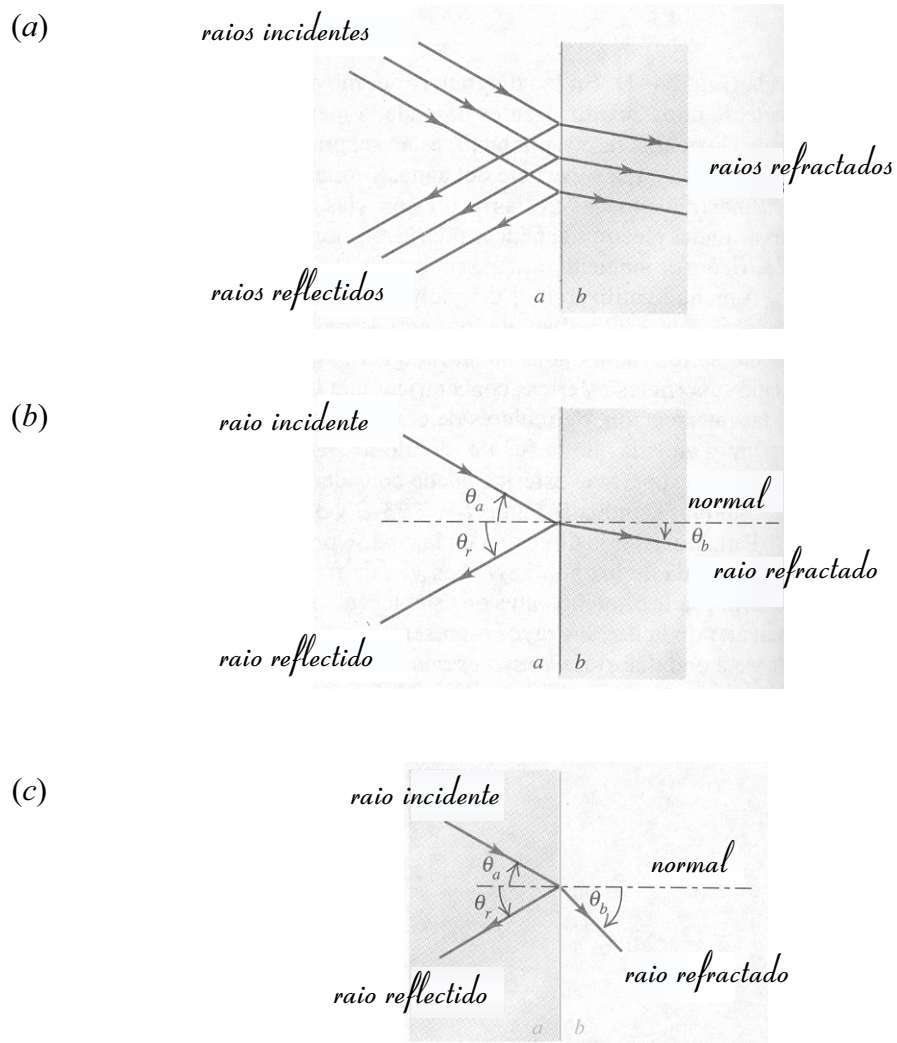 (a)
raios incidentes
raios refractados
raios reflectidos
a b
(b)
raio incidente
θa
normal
θr
θb
raio refractado
raio reflectido
a b
(c)
raio incidente
θa
normal
θr
θb
raio refractado
raio reflectido
a b